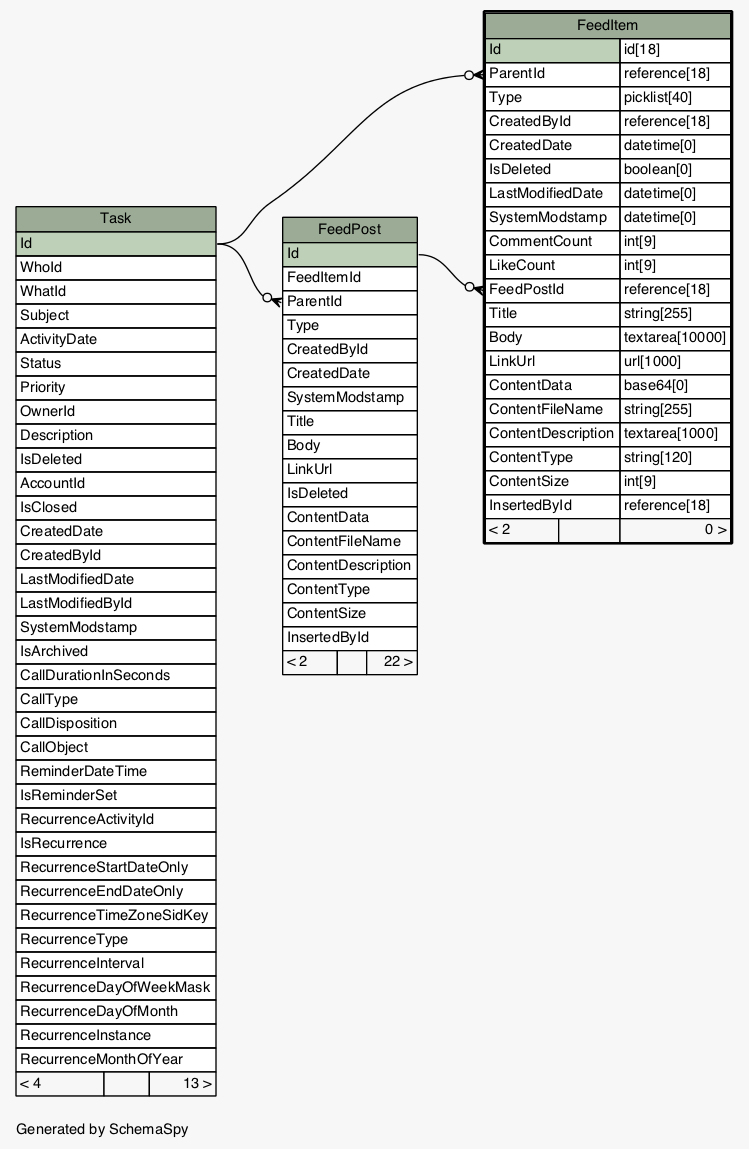 FeedItem
Id id[18]
ParentId reference[18]
Type picklist[40]
CreatedById reference[18]
CreatedDate datetime[0]
IsDeleted boolean[0]
LastModifiedDate datetime[0]
SystemModstamp datetime[0]
CommentCount int[9]
LikeCount int[9]
FeedPostId reference[18]
Title string[255]
Body textarea[10000]
LinkUrl url[1000]
ContentData base64[0]
ContentFileName string[255]
ContentDescription textarea[1000]
ContentType string[120]
ContentSize int[9]
InsertedById reference[18]
< 2 0 >
Task
Id
WhoId
WhatId
Subject
ActivityDate
Status
Priority
OwnerId
Description
IsDeleted
AccountId
IsClosed
CreatedDate
CreatedById
LastModifiedDate
LastModifiedById
SystemModstamp
IsArchived
CallDurationInSeconds
CallType
CallDisposition
CallObject
ReminderDateTime
IsReminderSet
RecurrenceActivityId
IsRecurrence
RecurrenceStartDateOnly
RecurrenceEndDateOnly
RecurrenceTimeZoneSidKey
RecurrenceType
RecurrenceInterval
RecurrenceDayOfWeekMask
RecurrenceDayOfMonth
RecurrenceInstance
RecurrenceMonthOfYear
< 4 13 >
FeedPost
Id
FeedItemId
ParentId
Type
CreatedById
CreatedDate
SystemModstamp
Title
Body
LinkUrl
IsDeleted
ContentData
ContentFileName
ContentDescription
ContentType
ContentSize
InsertedById
< 2 22 >
Generated by SchemaSpy